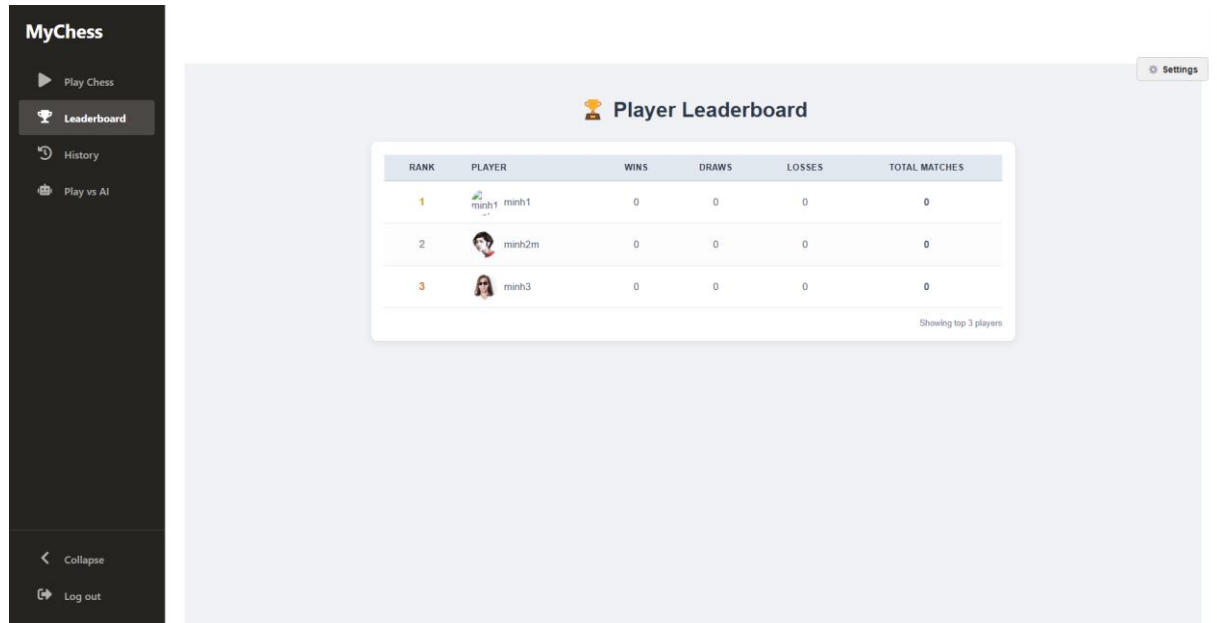 MyChess
Play Chess
Leaderboard
History
Play vs AI
Collapse
Log out
Settings
Player Leaderboard
RANK PLAYER WINS DRAWS LOSSES TOTAL MATCHES
1 minh1 minh1 0 0 0 0
2 minh2m 0 0 0 0
3 minh3 0 0 0 0
Showing top 3 players